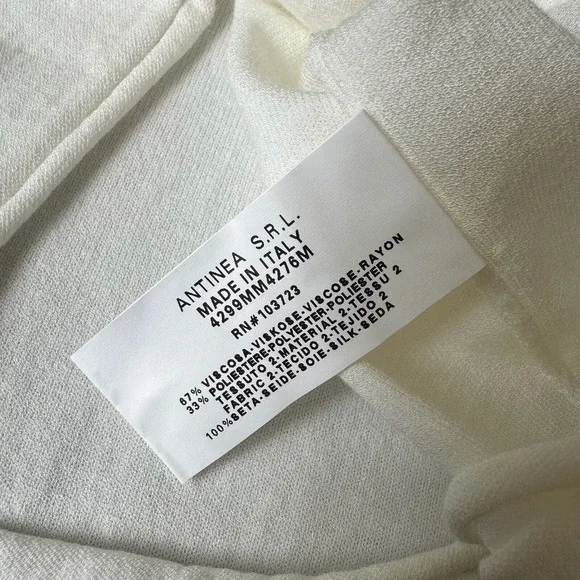 ANTINEA S.R.L.
MADE IN ITALY
4299MM4276M
RN#103723
67% VISCOSA-VISKOSE-VISCOSE-RAYON
33% POLIESTERE-POLYESTER-POLIESTER
TESSUTO 2-MATERIAL 2-TESSU 2
FABRIC 2-TECIDO 2-TEJIDO 2
100%SETA-SEIDE-SOIE-SILK-SEDA